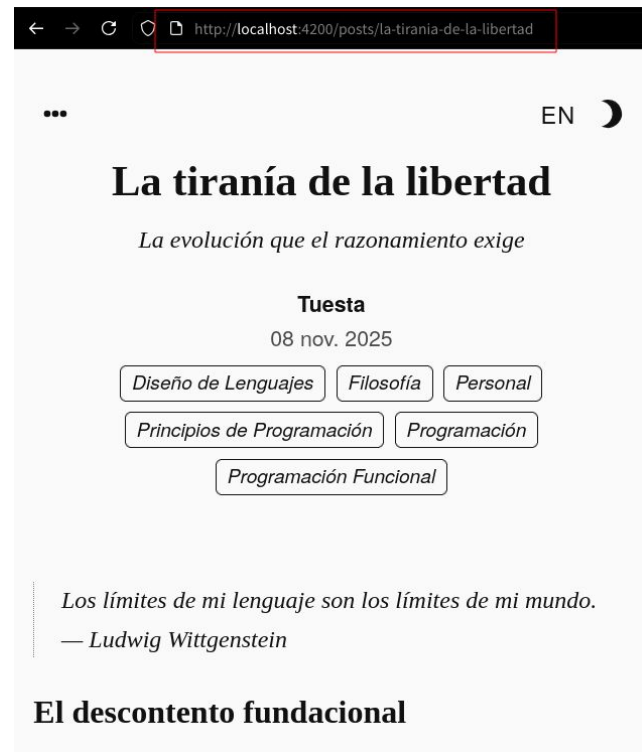 http://localhost:4200/posts/la-tirania-de-la-libertad
EN
La tiranía de la libertad
La evolución que el razonamiento exige
Tuesta
08 nov. 2025
Diseño de Lenguajes Filosofía Personal
Principios de Programación Programación
Programación Funcional
Los límites de mi lenguaje son los límites de mi mundo.
— Ludwig Wittgenstein
El descontento fundacional